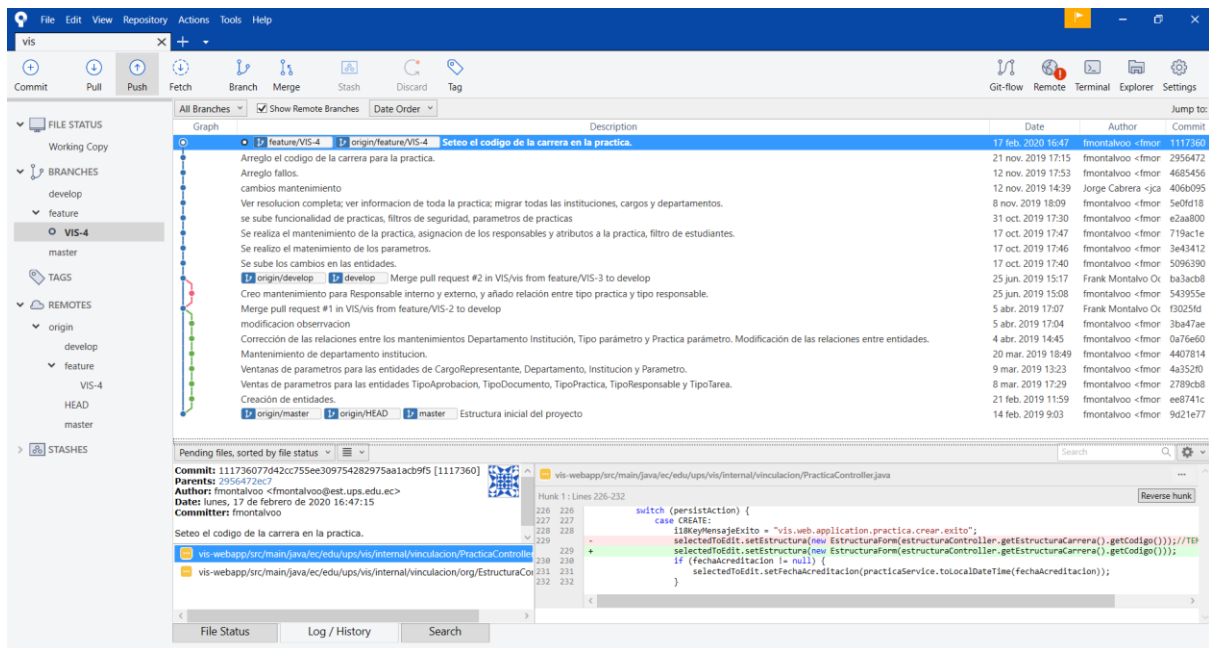 File Edit View Repository Actions Tools Help
vis
Commit Pull Push Fetch Branch Merge Stash Discard Tag Git-flow Remote Terminal Explorer Settings
All Branches Show Remote Branches Date Order Jump to:
FILE STATUS
Working Copy
BRANCHES
develop
feature
VIS-4
master
TAGS
REMOTES
origin
develop
feature
VIS-4
HEAD
master
STASHES
Graph Description Date Author Commit
feature/VIS-4 origin/feature/VIS-4 Seteo el codigo de la carrera en la practica. 17 feb. 2020 16:47 fmontalvoo <fmor 1117360
Arreglo el codigo de la carrera para la practica. 21 nov. 2019 17:15 fmontalvoo <fmor 2956472
Arreglo fallos. 12 nov. 2019 17:53 fmontalvoo <fmor 4685456
cambios mantenimiento 12 nov. 2019 14:39 Jorge Cabrera <jca 406b095
Ver resolucion completa; ver informacion de toda la practica; migrar todas las instituciones, cargos y departamentos. 8 nov. 2019 18:09 fmontalvoo <fmor 5e0fd18
se sube funcionalidad de practicas, filtros de seguridad, parametros de practicas 31 oct. 2019 17:30 fmontalvoo <fmor e2aa800
Se realiza el mantenimiento de la practica, asignacion de los responsables y atributos a la practica, filtro de estudiantes. 17 oct. 2019 17:47 fmontalvoo <fmor 719ac1e
Se realizo el matenimiento de los parametros. 17 oct. 2019 17:46 fmontalvoo <fmor 3e43412
Se sube los cambios en las entidades. 17 oct. 2019 17:40 fmontalvoo <fmor 5096390
origin/develop develop Merge pull request #2 in VIS/vis from feature/VIS-3 to develop 25 jun. 2019 15:17 Frank Montalvo Oc ba3acb8
Creo mantenimiento para Responsable interno y externo, y añado relación entre tipo practica y tipo responsable. 25 jun. 2019 15:08 fmontalvoo <fmor 543955e
Merge pull request #1 in VIS/vis from feature/VIS-2 to develop 5 abr. 2019 17:07 Frank Montalvo Oc f3025fd
modificacion observvacion 5 abr. 2019 17:04 fmontalvoo <fmor 3ba47ae
Corrección de las relaciones entre los mantenimientos Departamento Institución, Tipo parámetro y Practica parámetro. Modificación de las relaciones entre entidades. 4 abr. 2019 14:45 fmontalvoo <fmor 0a76e60
Mantenimiento de departamento institucion. 20 mar. 2019 18:49 fmontalvoo <fmor 4407814
Ventanas de parametros para las entidades de CargoRepresentante, Departamento, Institucion y Parametro. 9 mar. 2019 13:23 fmontalvoo <fmor 4a352f0
Ventas de parametros para las entidades TipoAprobacion, TipoDocumento, TipoPractica, TipoResponsable y TipoTarea. 8 mar. 2019 17:29 fmontalvoo <fmor 2789cb8
Creación de entidades. 21 feb. 2019 11:59 fmontalvoo <fmor ee8741c
origin/master origin/HEAD master Estructura inicial del proyecto 14 feb. 2019 9:03 fmontalvoo <fmor 9d21e77
Pending files, sorted by file status Search
Commit: 111736077d42cc755ee309754282975aa1acb9f5 [1117360]
Parents: 2956472ec7
Author: fmontalvoo <fmontalvoo@est.ups.edu.ec>
Date: lunes, 17 de febrero de 2020 16:47:15
Committer: fmontalvoo
Seteo el codigo de la carrera en la practica.
vis-webapp/src/main/java/ec/edu/ups/vis/internal/vinculacion/PracticaController
vis-webapp/src/main/java/ec/edu/ups/vis/internal/vinculacion/org/EstructuraCor
vis-webapp/src/main/java/ec/edu/ups/vis/internal/vinculacion/PracticaController.java
Hunk 1 : Lines 226-232 Reverse hunk
226 226 switch (persistAction) {
227 227 case CREATE:
228 228 i18KeyMensajeExito = "vis.web.application.practica.crear.exito";
229 - selectedToEdit.setEstructura(new EstructuraForm(estructuraController.getEstructuraCarrera().getCodigo()));//TEM
229 + selectedToEdit.setEstructura(new EstructuraForm(estructuraController.getEstructuraCarrera().getCodigo()));
230 230 if (fechaAcreditacion != null) {
231 231 selectedToEdit.setFechaAcreditacion(practicaService.toLocalDateTime(fechaAcreditacion));
232 232 }
File Status Log / History Search